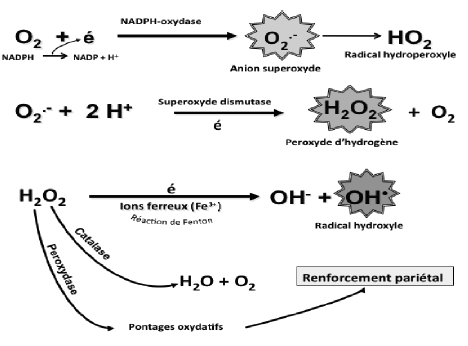 O₂ + é NADPH-oxydase O₂·⁻ HO₂
NADPH NADP + H⁺ Anion superoxyde Radical hydroperoxyle
O₂·⁻ + 2 H⁺ Superoxyde dismutase H₂O₂ + O₂
é Peroxyde d'hydrogène
H₂O₂ é OH⁻ + OH•
Ions ferreux (Fe³⁺) Radical hydroxyle
Réaction de Fenton
Catalase
Peroxydase
H₂O + O₂ Renforcement pariétal
Pontages oxydatifs